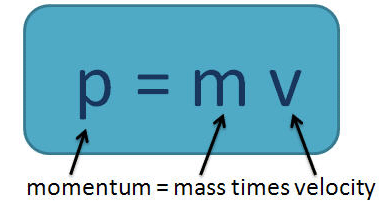 p = m v
momentum = mass times velocity